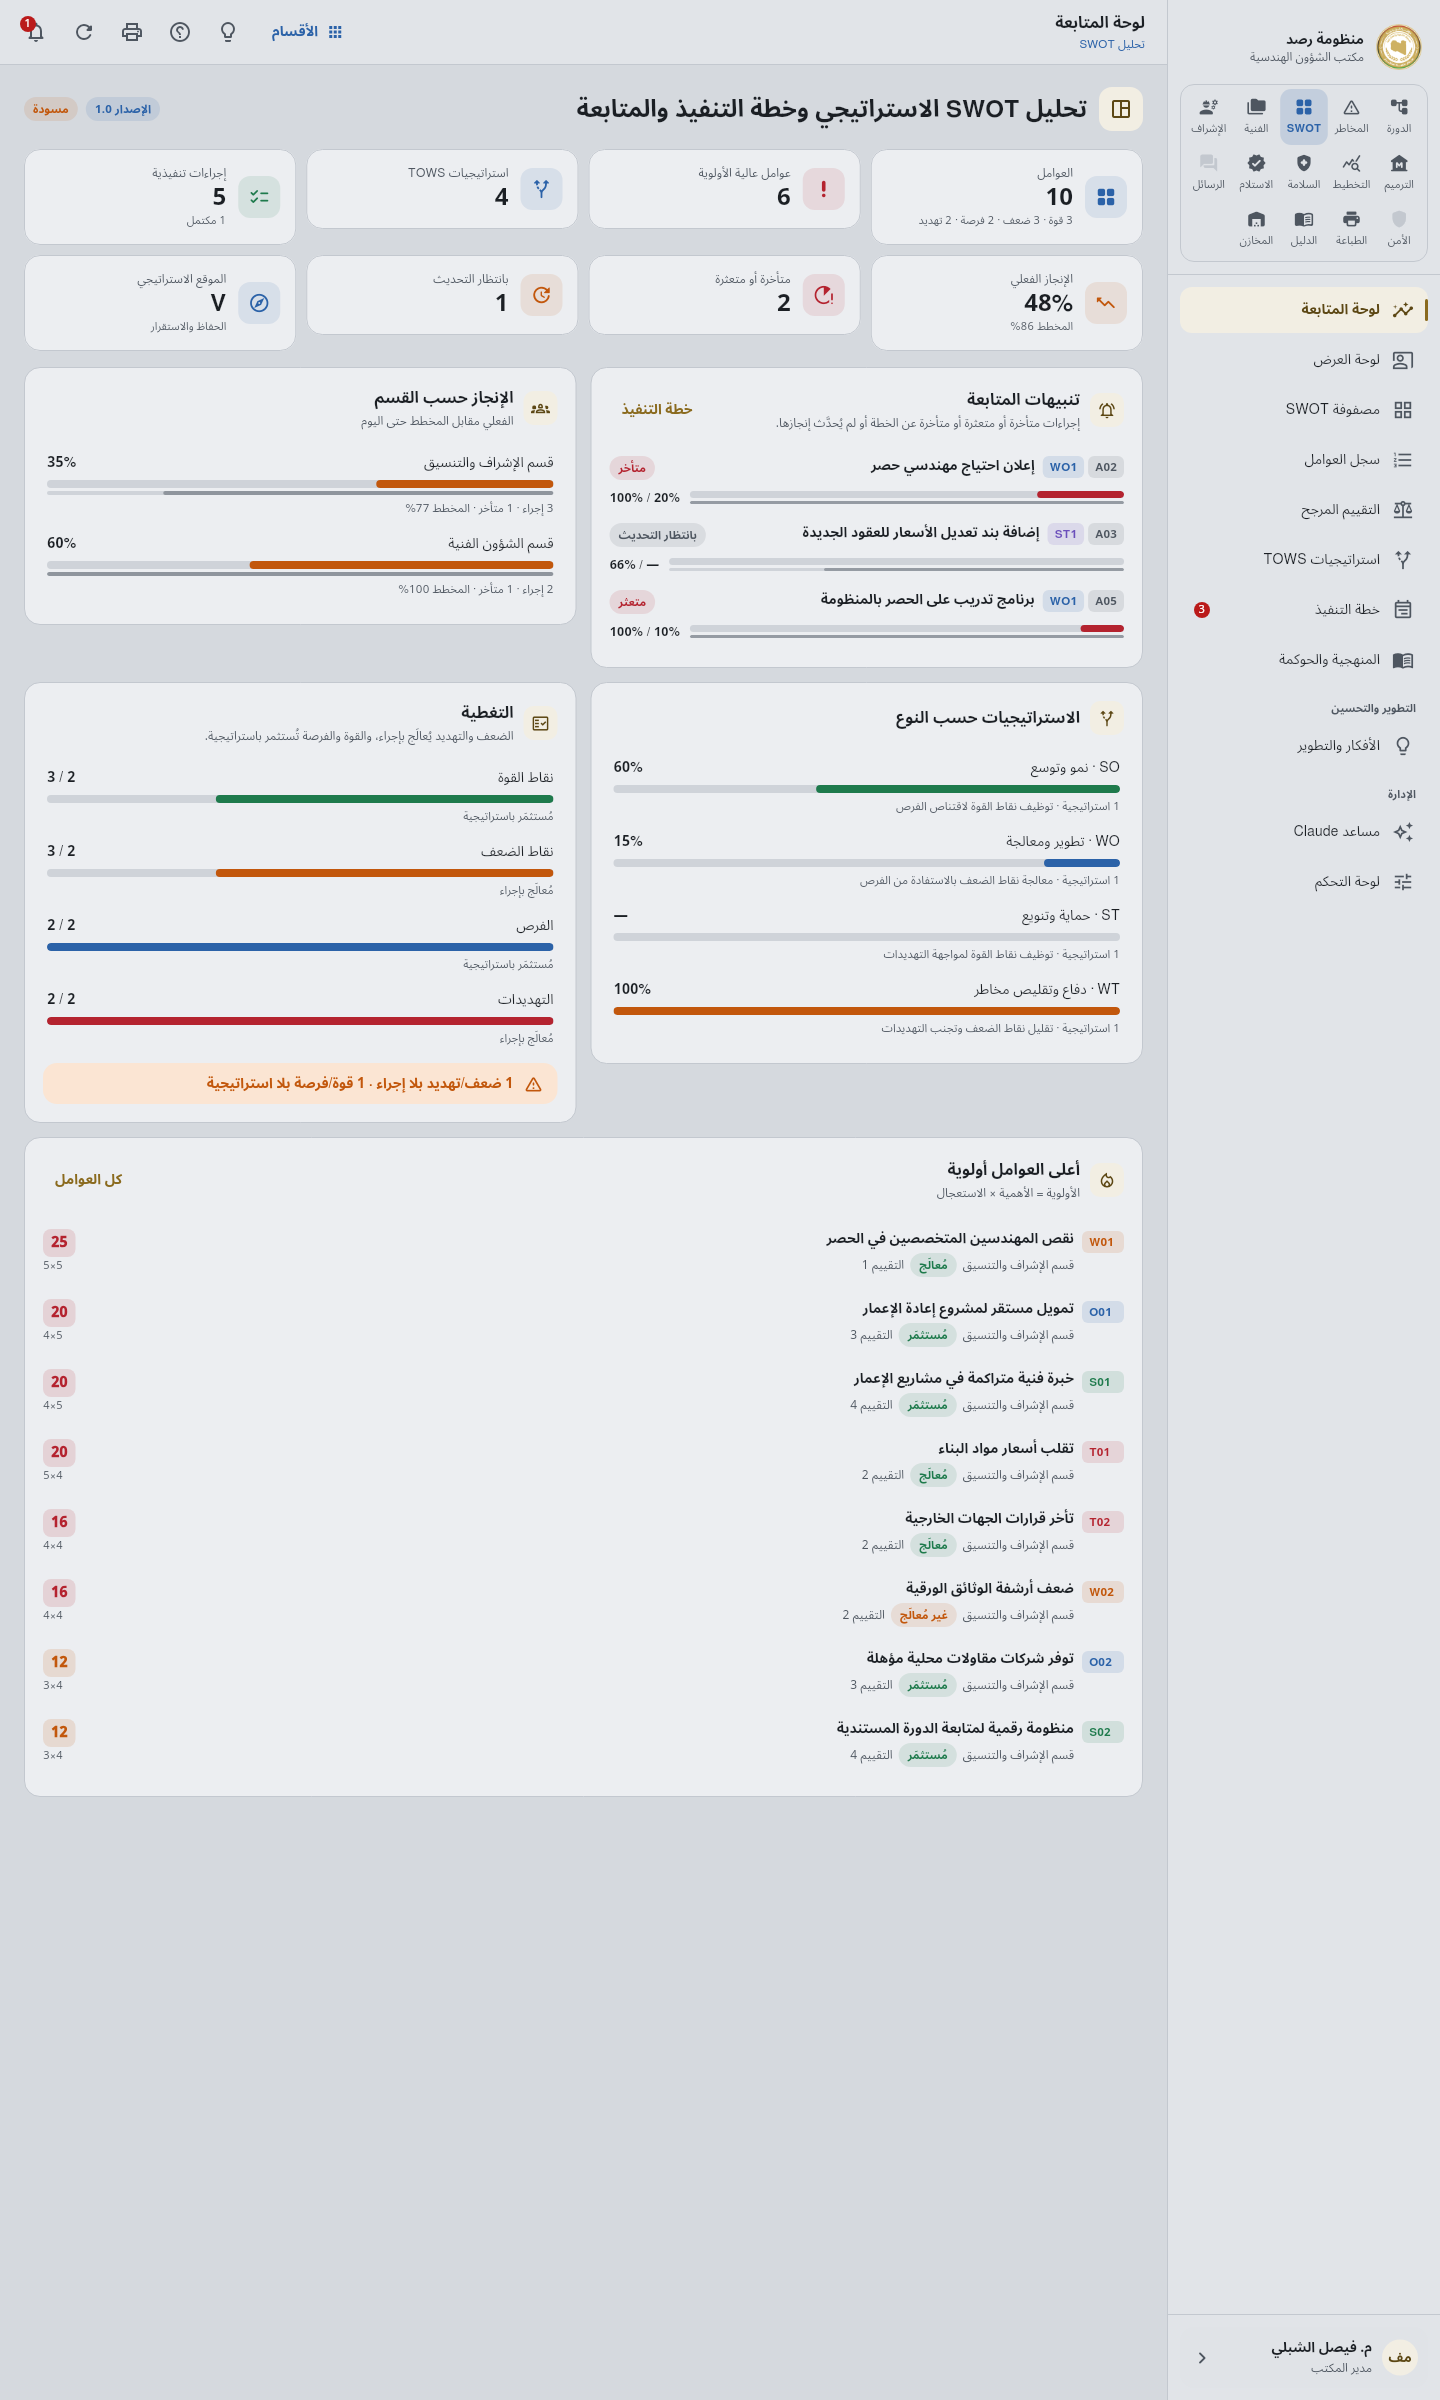 منظومة رصد
مكتب الشؤون الهندسية
الدورة
المخاطر
SWOT
الفنية
الإشراف
الترميم
التخطيط
السلامة
الاستلام
الرسائل
الأمن
الطباعة
الدليل
المخازن
لوحة المتابعة
لوحة العرض
مصفوفة SWOT
سجل العوامل
التقييم المرجح
استراتيجيات TOWS
خطة التنفيذ
3
المنهجية والحوكمة
التطوير والتحسين
الأفكار والتطوير
الإدارة
مساعد Claude
لوحة التحكم
م. فيصل الشبلي
مدير المكتب
مف
لوحة المتابعة
تحليل SWOT
الأقسام
1
تحليل SWOT الاستراتيجي وخطة التنفيذ والمتابعة
الإصدار 1.0
مسودة
العوامل
10
3 قوة · 3 ضعف · 2 فرصة · 2 تهديد
عوامل عالية الأولوية
6
استراتيجيات TOWS
4
إجراءات تنفيذية
5
1 مكتمل
الإنجاز الفعلي
48%
المخطط 86%
متأخرة أو متعثرة
2
بانتظار التحديث
1
الموقع الاستراتيجي
V
الحفاظ والاستقرار
تنبيهات المتابعة
إجراءات متأخرة أو متعثرة أو متأخرة عن الخطة أو لم يُحدَّث إنجازها.
خطة التنفيذ
A02 WO1 إعلان احتياج مهندسي حصر متأخر
100% / 20%
A03 ST1 إضافة بند تعديل الأسعار للعقود الجديدة بانتظار التحديث
66% / —
A05 WO1 برنامج تدريب على الحصر بالمنظومة متعثر
100% / 10%
الإنجاز حسب القسم
الفعلي مقابل المخطط حتى اليوم
قسم الإشراف والتنسيق 35%
3 إجراء · 1 متأخر · المخطط 77%
قسم الشؤون الفنية 60%
2 إجراء · 1 متأخر · المخطط 100%
الاستراتيجيات حسب النوع
SO · نمو وتوسع 60%
1 استراتيجية · توظيف نقاط القوة لاقتناص الفرص
WO · تطوير ومعالجة 15%
1 استراتيجية · معالجة نقاط الضعف بالاستفادة من الفرص
ST · حماية وتنويع —
1 استراتيجية · توظيف نقاط القوة لمواجهة التهديدات
WT · دفاع وتقليص مخاطر 100%
1 استراتيجية · تقليل نقاط الضعف وتجنب التهديدات
التغطية
الضعف والتهديد يُعالَج بإجراء، والقوة والفرصة تُستثمر باستراتيجية.
نقاط القوة 3 / 2
مُستثمَر باستراتيجية
نقاط الضعف 3 / 2
مُعالَج بإجراء
الفرص 2 / 2
مُستثمَر باستراتيجية
التهديدات 2 / 2
مُعالَج بإجراء
1 ضعف/تهديد بلا إجراء · 1 قوة/فرصة بلا استراتيجية
أعلى العوامل أولوية
الأولوية = الأهمية × الاستعجال
كل العوامل
W01 نقص المهندسين المتخصصين في الحصر 25
قسم الإشراف والتنسيق مُعالَج التقييم 1 5×5
O01 تمويل مستقر لمشروع إعادة الإعمار 20
قسم الإشراف والتنسيق مُستثمَر التقييم 3 4×5
S01 خبرة فنية متراكمة في مشاريع الإعمار 20
قسم الإشراف والتنسيق مُستثمَر التقييم 4 4×5
T01 تقلب أسعار مواد البناء 20
قسم الإشراف والتنسيق مُعالَج التقييم 2 5×4
T02 تأخر قرارات الجهات الخارجية 16
قسم الإشراف والتنسيق مُعالَج التقييم 2 4×4
W02 ضعف أرشفة الوثائق الورقية 16
قسم الإشراف والتنسيق غير مُعالَج التقييم 2 4×4
O02 توفر شركات مقاولات محلية مؤهلة 12
قسم الإشراف والتنسيق مُستثمَر التقييم 3 3×4
S02 منظومة رقمية لمتابعة الدورة المستندية 12
قسم الإشراف والتنسيق مُستثمَر التقييم 4 3×4